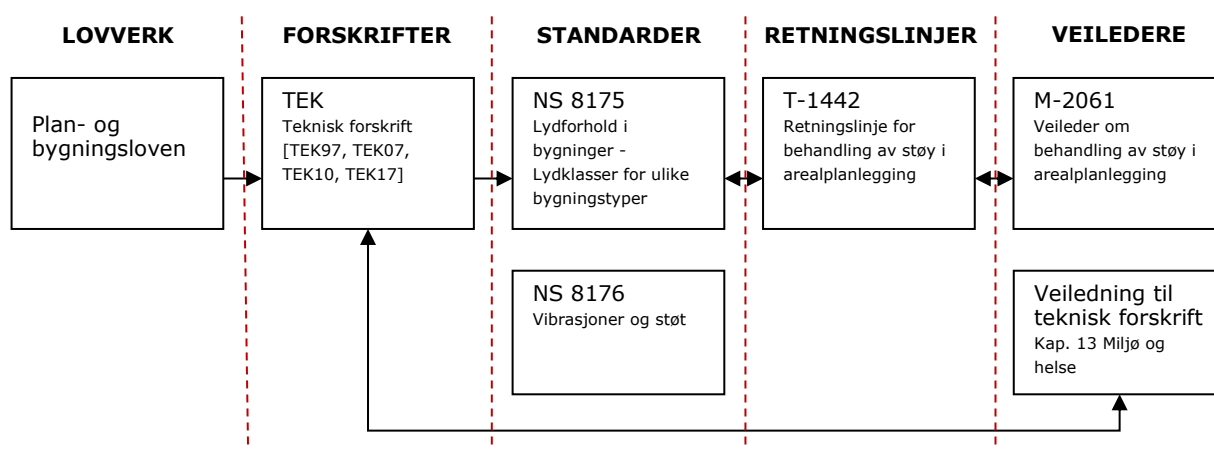 LOVVERK
FORSKRIFTER
STANDARDER
RETNINGSLINJER
VEILEDERE
Plan- og
bygningsloven
TEK
Teknisk forskrift
[TEK97, TEK07,
TEK10, TEK17]
NS 8175
Lydforhold i
bygninger -
Lydklasser for ulike
bygningstyper
T-1442
Retningslinje for
behandling av støy i
arealplanlegging
M-2061
Veileder om
behandling av støy i
arealplanlegging
NS 8176
Vibrasjoner og støt
Veiledning til
teknisk forskrift
Kap. 13 Miljø og
helse